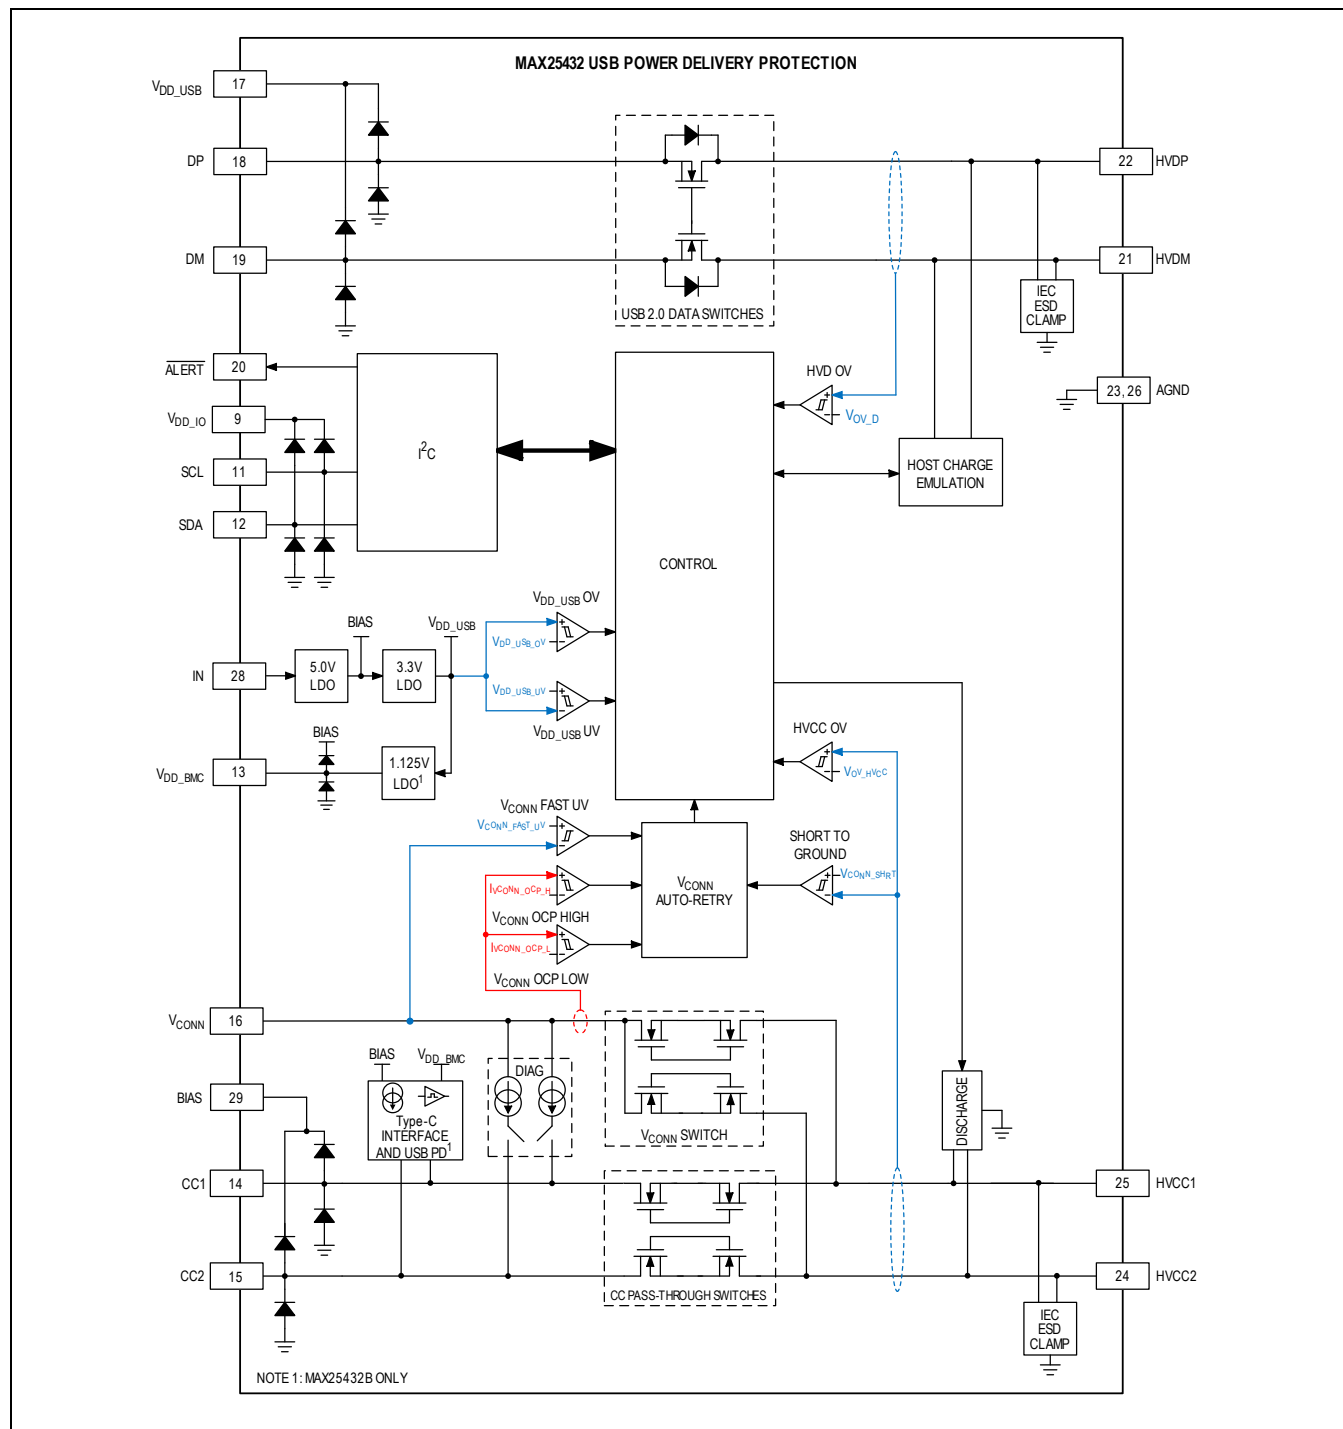 MAX25432 USB POWER DELIVERY PROTECTION
VDD_USB 17
DP 18
22 HVDP
DM 19
21 HVDM
IEC
ESD
CLAMP
USB 2.0 DATA SWITCHES
ALERT 20
HVD OV
23, 26 AGND
VDD_IO 9
+
VOV_D
−
I2C
SCL 11
HOST CHARGE
EMULATION
SDA 12
CONTROL
VDD_USB OV
BIAS
VDD_USB
+
VDD_USB_OV
−
IN 28
5.0V
LDO
3.3V
LDO
VDD_USB_UV
+
−
VDD_USB UV
BIAS
HVCC OV
+
VOV_HVCC
−
VDD_BMC 13
1.125V
LDO1
VCONN FAST UV
VCONN_FAST_UV
+
−
SHORT TO
GROUND
VCONN_SHRT
+
−
VCONN
AUTO-RETRY
+
IVCONN_OCP_H
−
VCONN OCP HIGH
+
IVCONN_OCP_L
−
VCONN OCP LOW
VCONN 16
BIAS
VDD_BMC
DIAG
BIAS 29
Type-C
INTERFACE
AND USB PD1
VCONN SWITCH
DISCHARGE
CC1 14
25 HVCC1
CC2 15
24 HVCC2
CC PASS-THROUGH SWITCHES
IEC
ESD
CLAMP
NOTE 1: MAX25432B ONLY